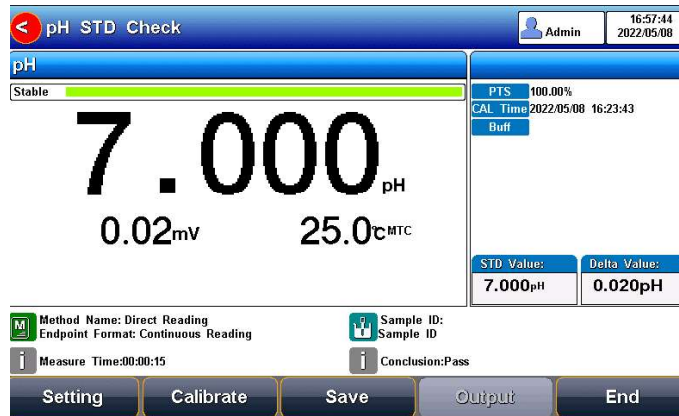 < pH STD Check
Admin
16:57:44
2022/05/08
pH
Stable
7.000 pH
0.02mV
25.0℃ MTC
PTS 100.00%
CAL Time 2022/05/08 16:23:43
Buff
STD Value:
7.000pH
Delta Value:
0.020pH
M
Method Name: Direct Reading
Endpoint Format: Continuous Reading
Sample ID:
Sample ID
i
Measure Time:00:00:15
i
Conclusion:Pass
Setting
Calibrate
Save
Output
End